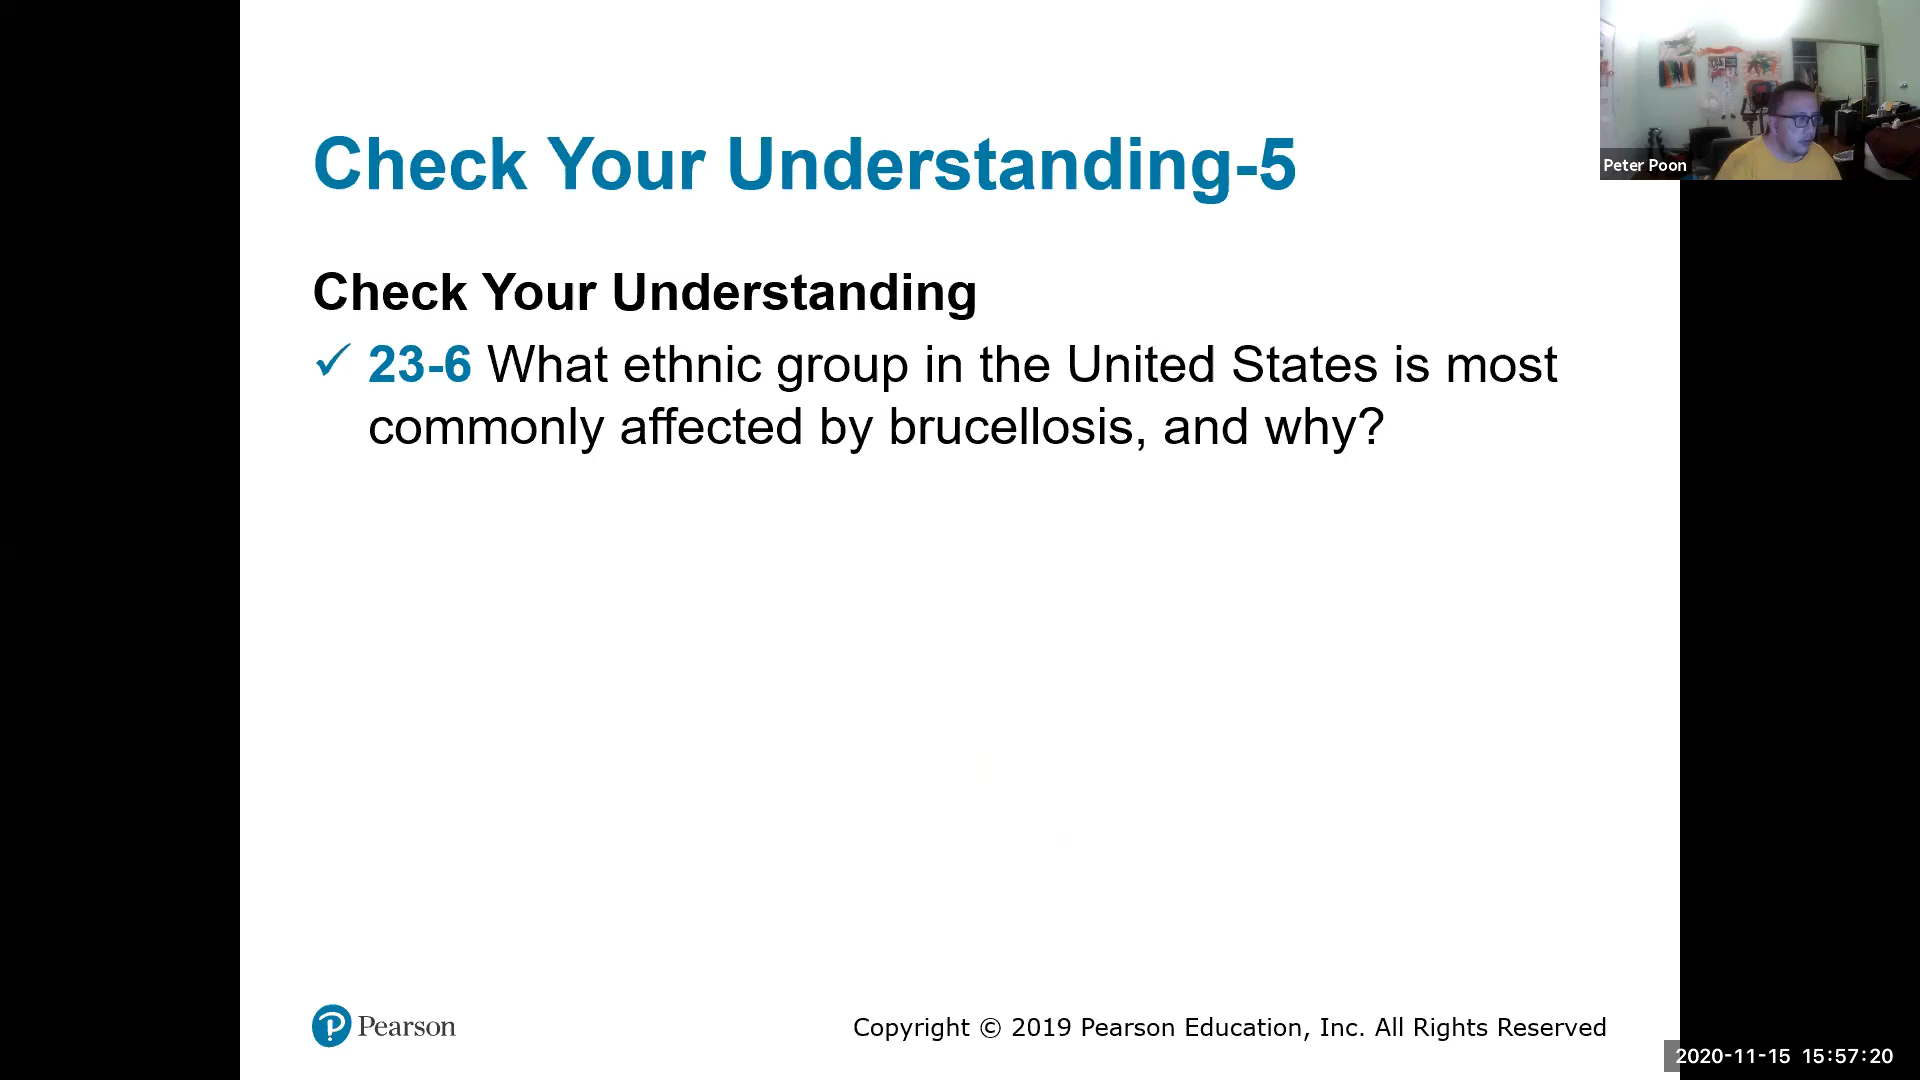 Peter Poon
Check Your Understanding-5
Check Your Understanding
✓ 23-6 What ethnic group in the United States is most
commonly affected by brucellosis, and why?
Pearson
Copyright © 2019 Pearson Education, Inc. All Rights Reserved
2020-11-15 15:57:20